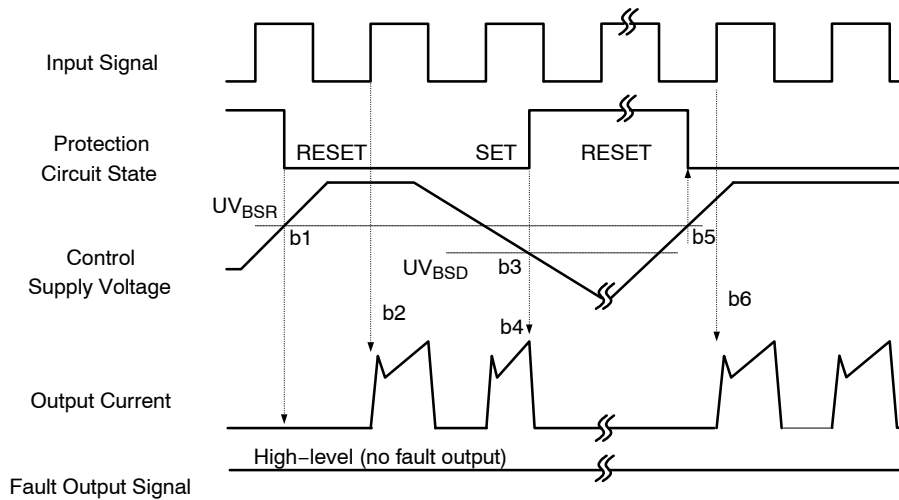 Input Signal
Protection
Circuit State
RESET
SET
RESET
UVBSR
b1
b5
Control
Supply Voltage
UVBSD
b3
b2
b6
b4
Output Current
High−level (no fault output)
Fault Output Signal